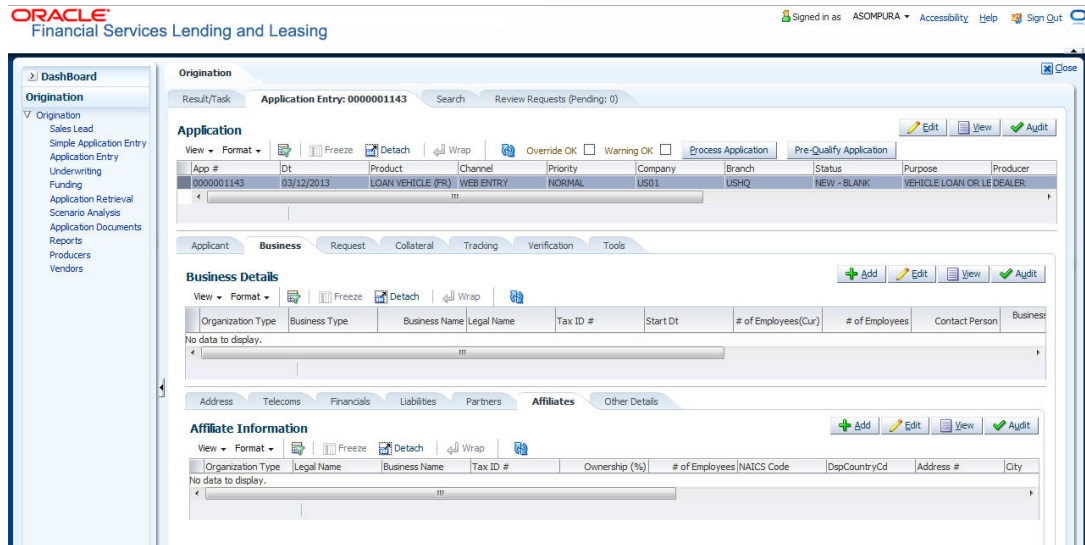 ORACLE
Financial Services Lending and Leasing
Signed in as ASOMPURA Accessibility Help Sign Out
Close
DashBoard
Origination
Origination
Sales Lead
Simple Application Entry
Application Entry
Underwriting
Funding
Application Retrieval
Scenario Analysis
Application Documents
Reports
Producers
Vendors
Origination
Result/Task Application Entry: 0000001143 Search Review Requests (Pending: 0)
Application
Edit View Audit
View Format Freeze Detach Wrap Override OK Warning OK Process Application Pre-Qualify Application
App # Dt Product Channel Priority Company Branch Status Purpose Producer
0000001143 03/12/2013 LOAN VEHICLE (FR) WEB ENTRY NORMAL US01 USHQ NEW - BLANK VEHICLE LOAN OR LE DEALER
Applicant Business Request Collateral Tracking Verification Tools
Business Details
Add Edit View Audit
View Format Freeze Detach Wrap
Organization Type Business Type Business Name Legal Name Tax ID # Start Dt # of Employees(Cur) # of Employees Contact Person Business
No data to display.
Address Telecoms Financials Liabilities Partners Affiliates Other Details
Affiliate Information
Add Edit View Audit
View Format Freeze Detach Wrap
Organization Type Legal Name Business Name Tax ID # Ownership (%) # of Employees NAICS Code DspCountryCd Address # City
No data to display.